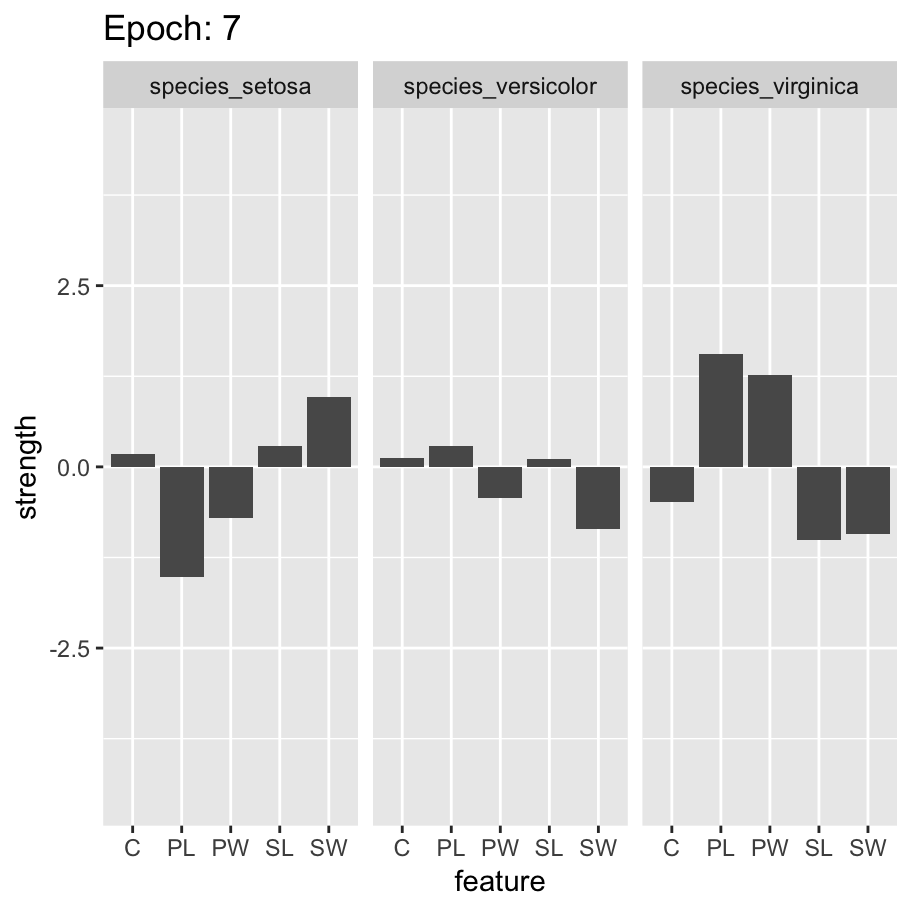 Epoch: 7
species_setosa species_versicolor species_virginica
2.5
0.0
-2.5
strength
C PL PW SL SW C PL PW SL SW C PL PW SL SW
feature